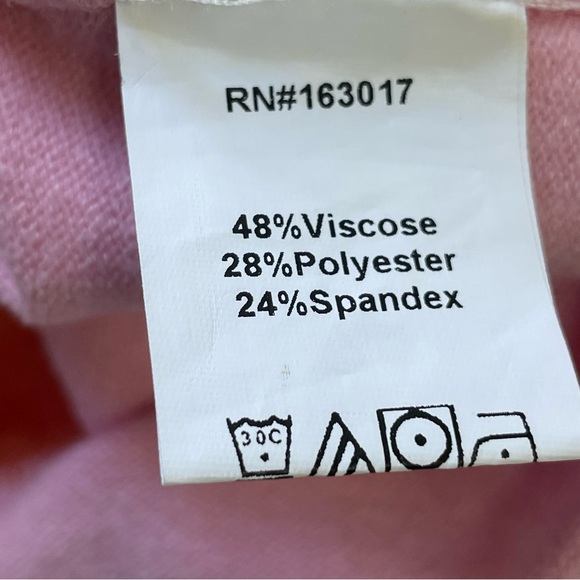 RN#163017
48%Viscose
28%Polyester
24%Spandex
30C